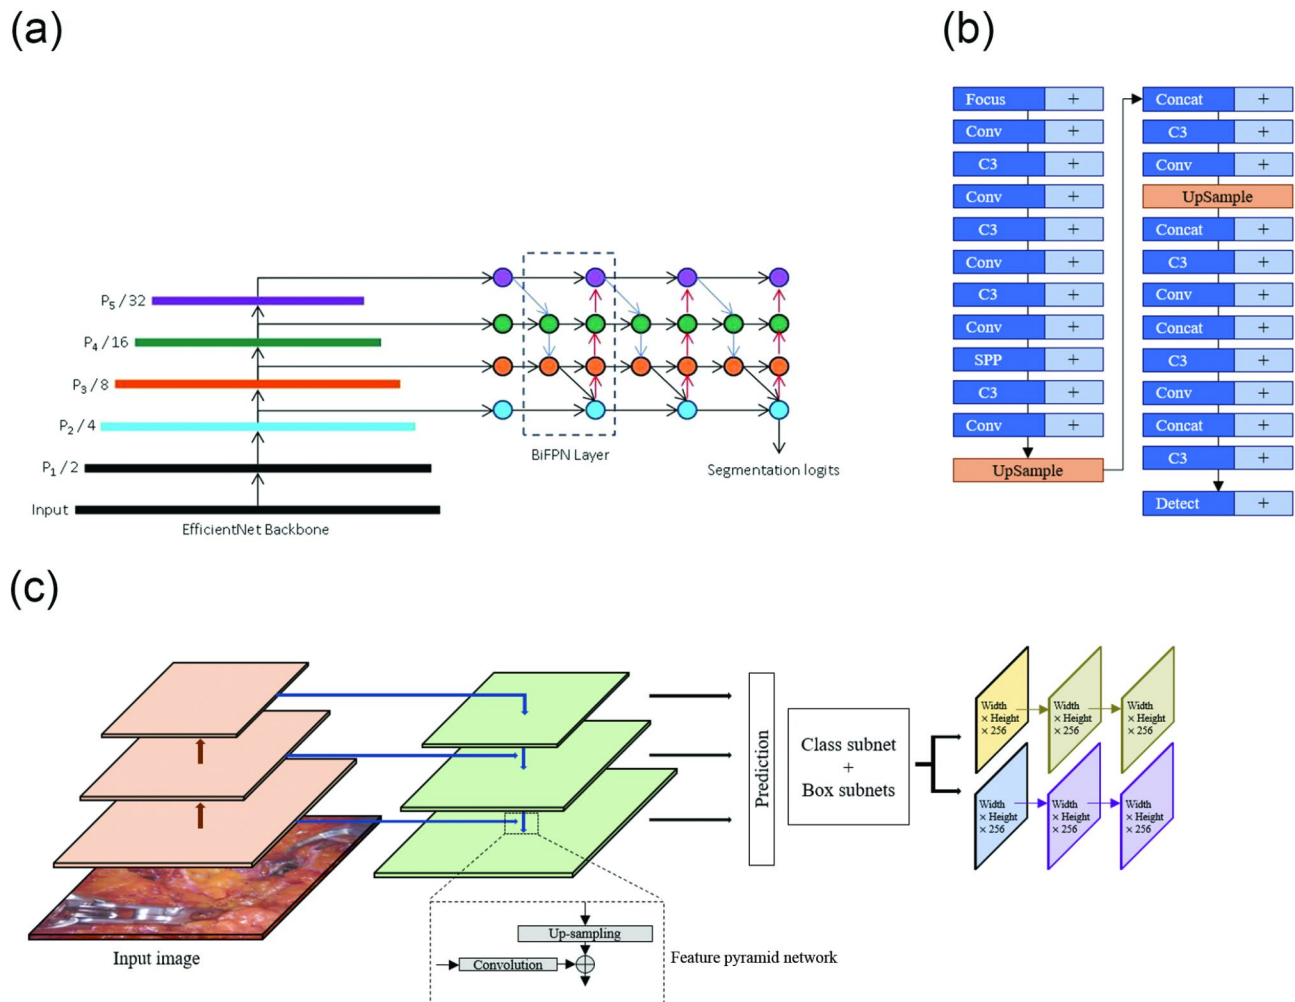 (a)
P5 / 32
P4 / 16
P3 / 8
P2 / 4
P1 / 2
Input
EfficientNet Backbone
BiFPN Layer
Segmentation logits
(b)
Focus +
Conv +
C3 +
Conv +
C3 +
Conv +
C3 +
Conv +
SPP +
C3 +
Conv +
UpSample
Concat +
C3 +
Conv +
UpSample
Concat +
C3 +
Conv +
Concat +
C3 +
Conv +
Concat +
C3 +
Detect +
(c)
Input image
Up-sampling
Convolution
Feature pyramid network
Prediction
Class subnet
+
Box subnets
Width
× Height
× 256
Width
× Height
× 256
Width
× Height
× 256
Width
× Height
× 256
Width
× Height
× 256
Width
× Height
× 256